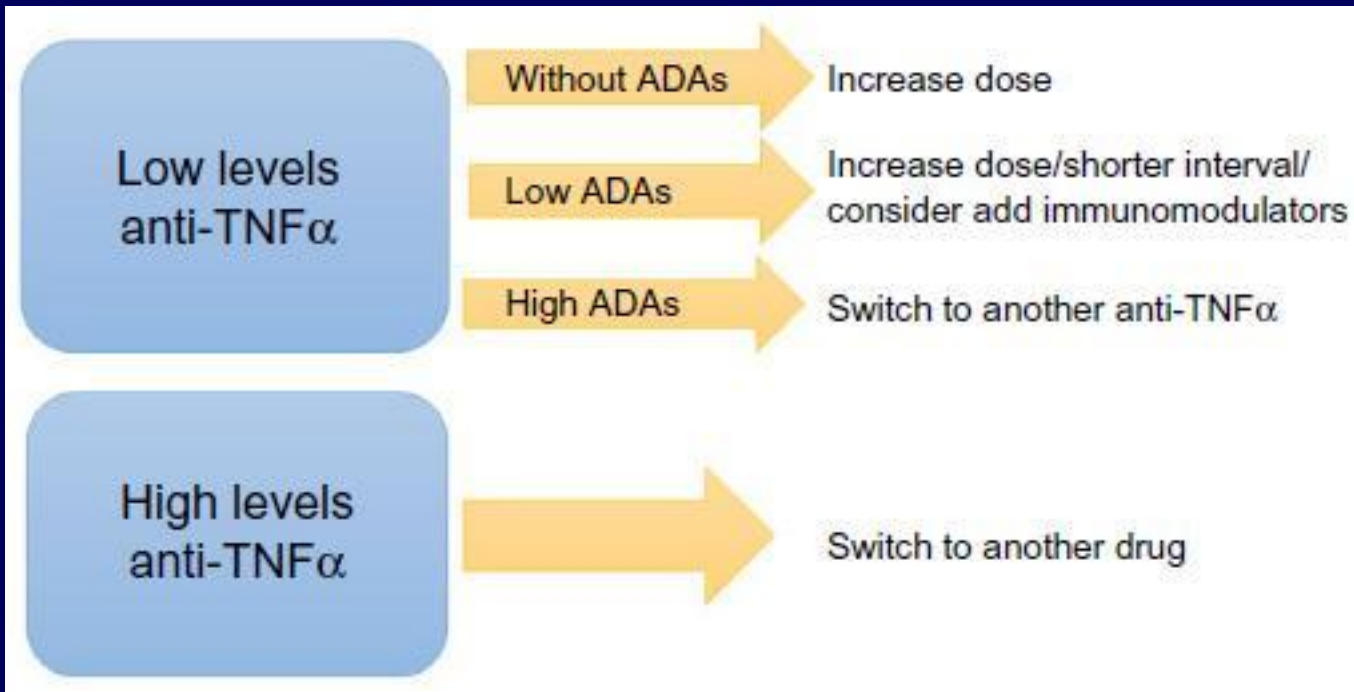 Low levels
anti-TNFα
Without ADAs
Increase dose
Low ADAs
Increase dose/shorter interval/
consider add immunomodulators
High ADAs
Switch to another anti-TNFα
High levels
anti-TNFα
Switch to another drug